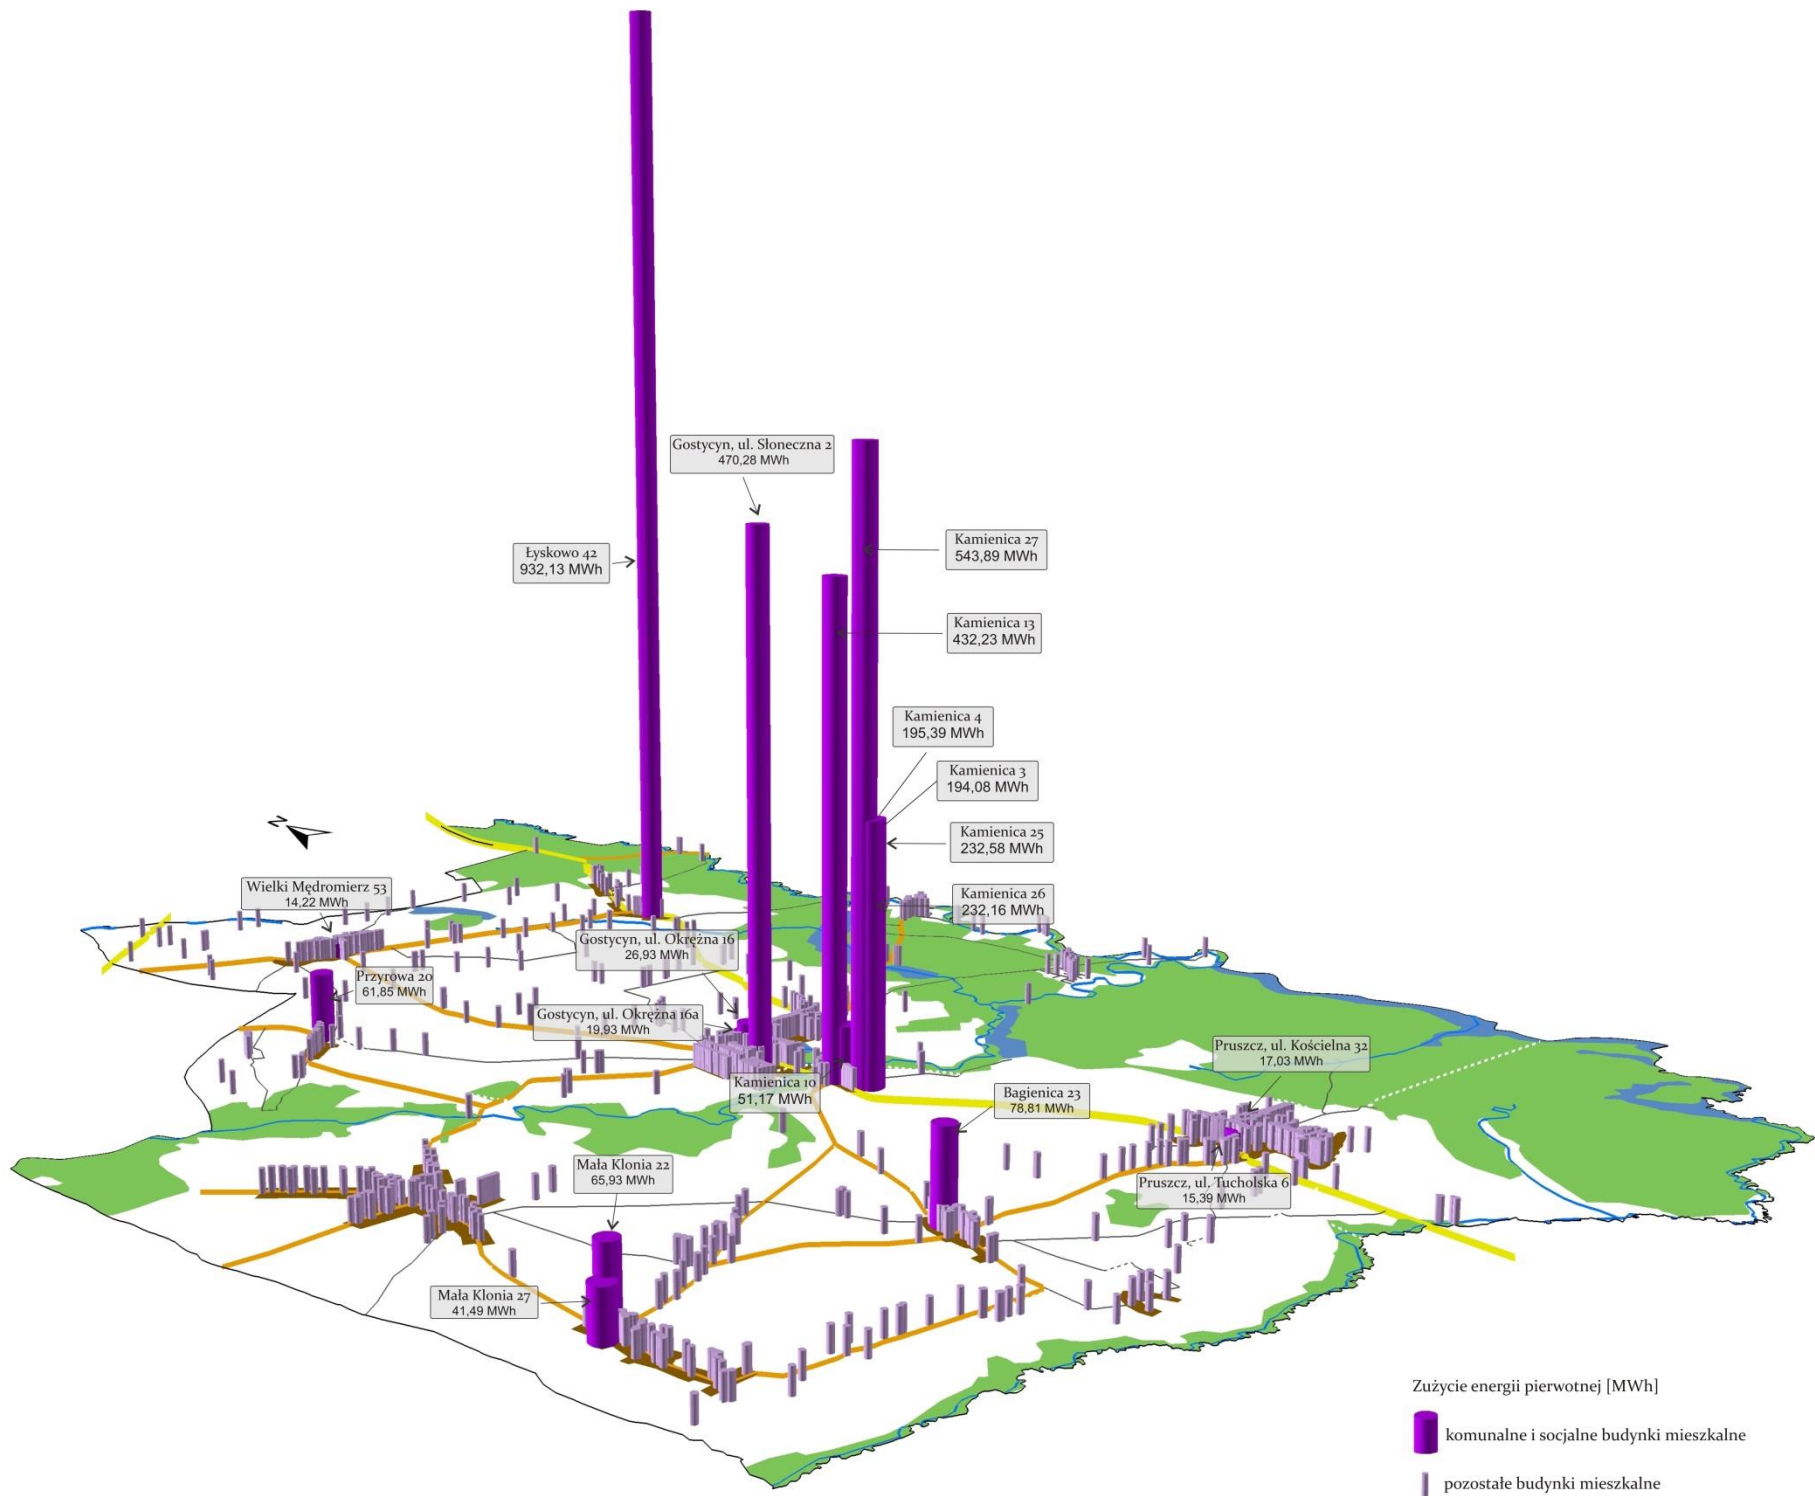 Gostycyn, ul. Słoneczna 2
470,28 MWh
Łyskowo 42
932,13 MWh
Kamienica 27
543,89 MWh
Kamienica 13
432,23 MWh
Kamienica 4
195,39 MWh
Kamienica 3
194,08 MWh
N
Kamienica 25
232,58 MWh
Wielki Mędromierz 53
14,22 MWh
Kamienica 26
232,16 MWh
Gostycyn, ul. Okrężna 16
26,93 MWh
Przyrowa 20
61,85 MWh
Gostycyn, ul. Okrężna 16a
19,93 MWh
Pruszcz, ul. Kościelna 32
17,03 MWh
Kamienica 10
51,17 MWh
Bagienica 23
78,81 MWh
Mała Klonia 22
65,93 MWh
Pruszcz, ul. Tucholska 6
15,39 MWh
Mała Klonia 27
41,49 MWh
Zużycie energii pierwotnej [MWh]
komunalne i socjalne budynki mieszkalne
pozostałe budynki mieszkalne